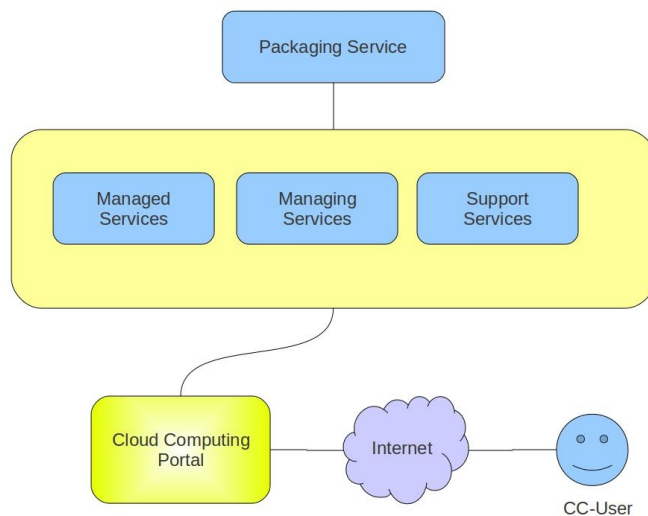 Packaging Service
Managed
Services
Managing
Services
Support
Services
Cloud Computing
Portal
Internet
CC-User